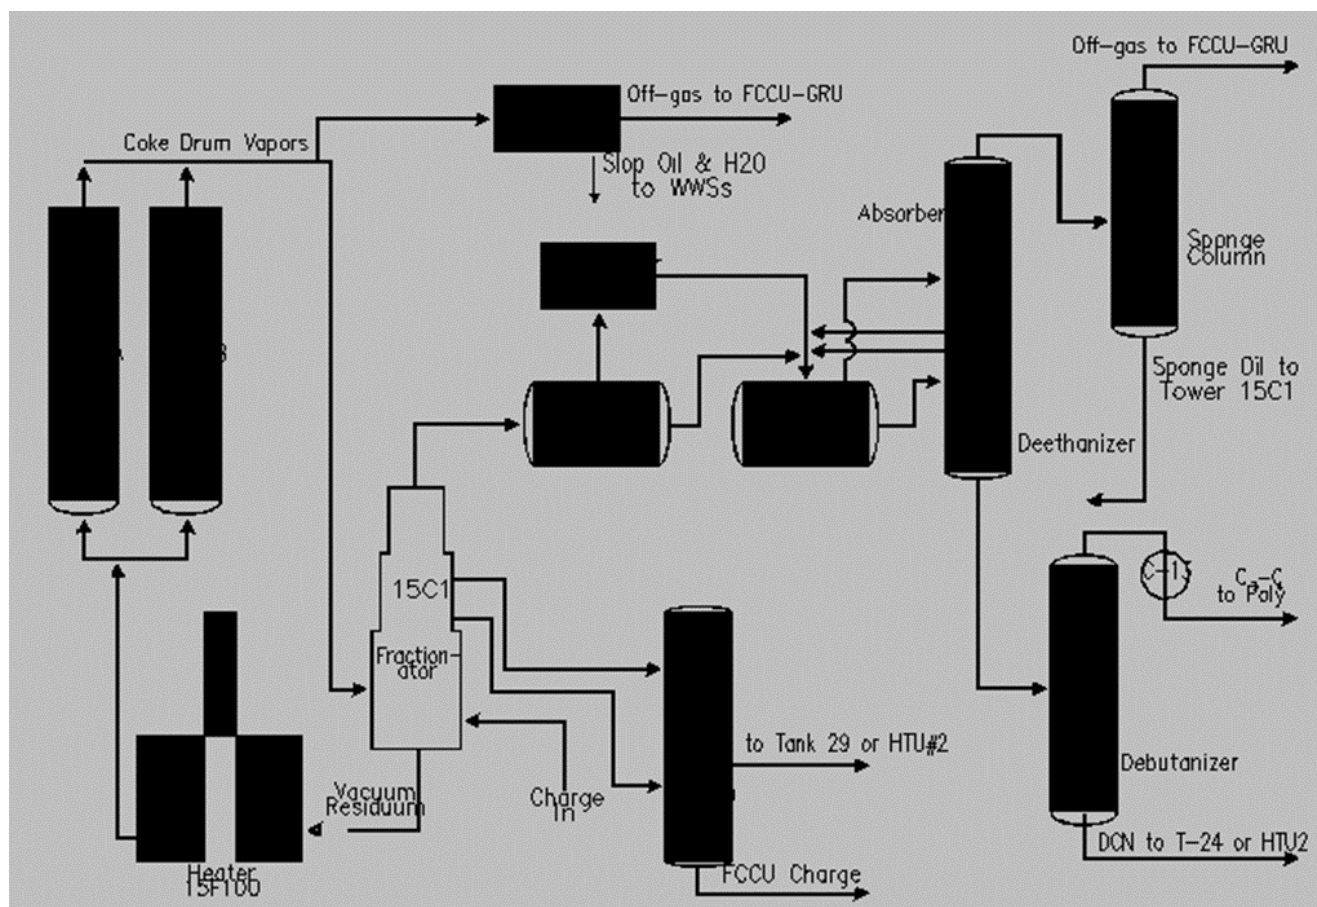 Off-gas to FCCU-GRU
Off-gas to FCCU-GRU
Coke Drum Vapors
Slop Oil & H2O
to WWSs
Absorber
Sponge
Column
Sponge Oil to
Tower 15C1
Deethanizer
15C1
C-15
to Poly
Fraction-
ator
to Tank 29 or HTU#2
Debutanizer
Vacuum
Residuum
Charge
In
DCN to T-24 or HTU2
Heater
15F100
FCCU Charge